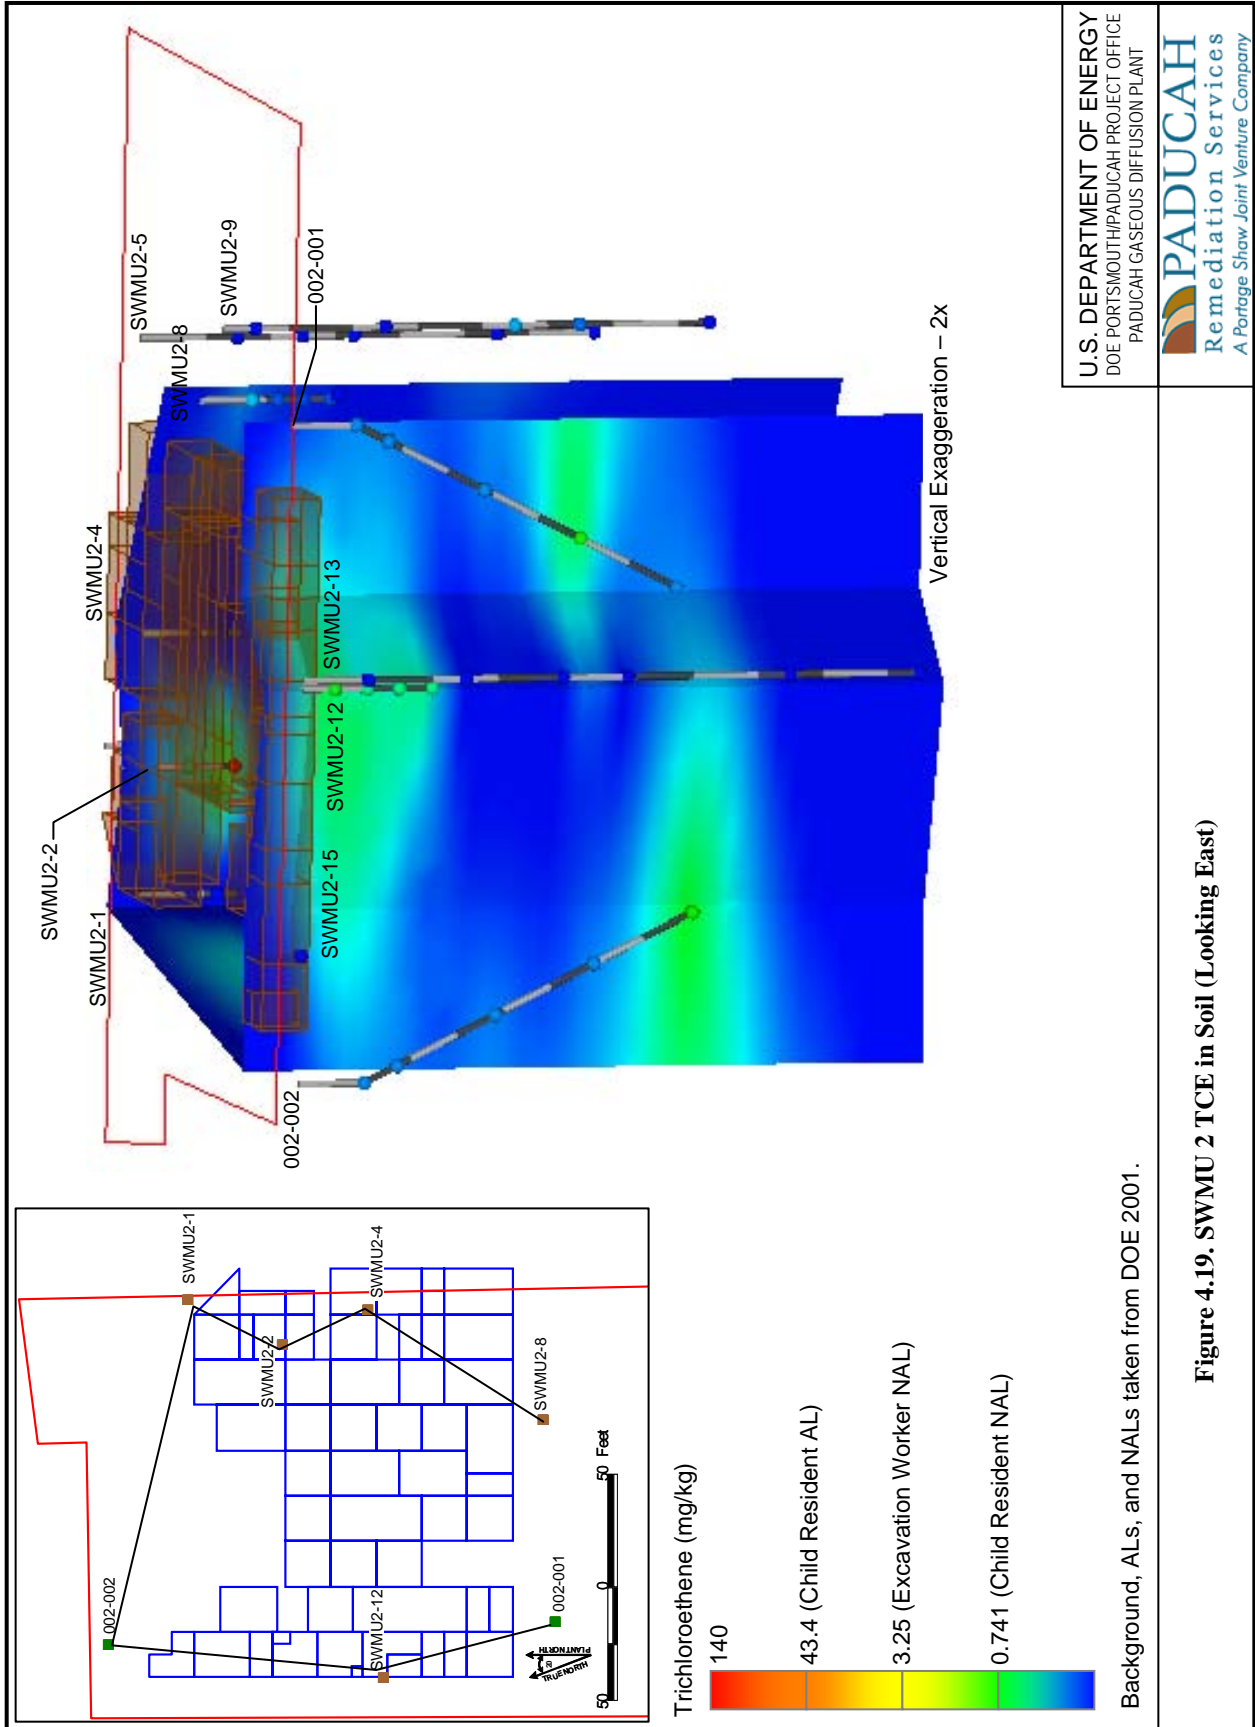 SWMU2-1
SWMU2-2
SWMU2-4
SWMU2-5
SWMU2-8
SWMU2-9
002-001
SWMU2-13
SWMU2-12
SWMU2-15
002-002
Vertical Exaggeration – 2x
002-002
SWMU2-1
SWMU2-2
SWMU2-4
SWMU2-12
SWMU2-8
002-001
TRUE NORTH
PLANT NORTH
50 0 50 Feet
Trichloroethene (mg/kg)
140
43.4 (Child Resident AL)
3.25 (Excavation Worker NAL)
0.741 (Child Resident NAL)
Background, ALs, and NALs taken from DOE 2001.
U.S. DEPARTMENT OF ENERGY
DOE PORTSMOUTH/PADUCAH PROJECT OFFICE
PADUCAH GASEOUS DIFFUSION PLANT
PADUCAH
Remediation Services
A Portage Shaw Joint Venture Company
Figure 4.19. SWMU 2 TCE in Soil (Looking East)